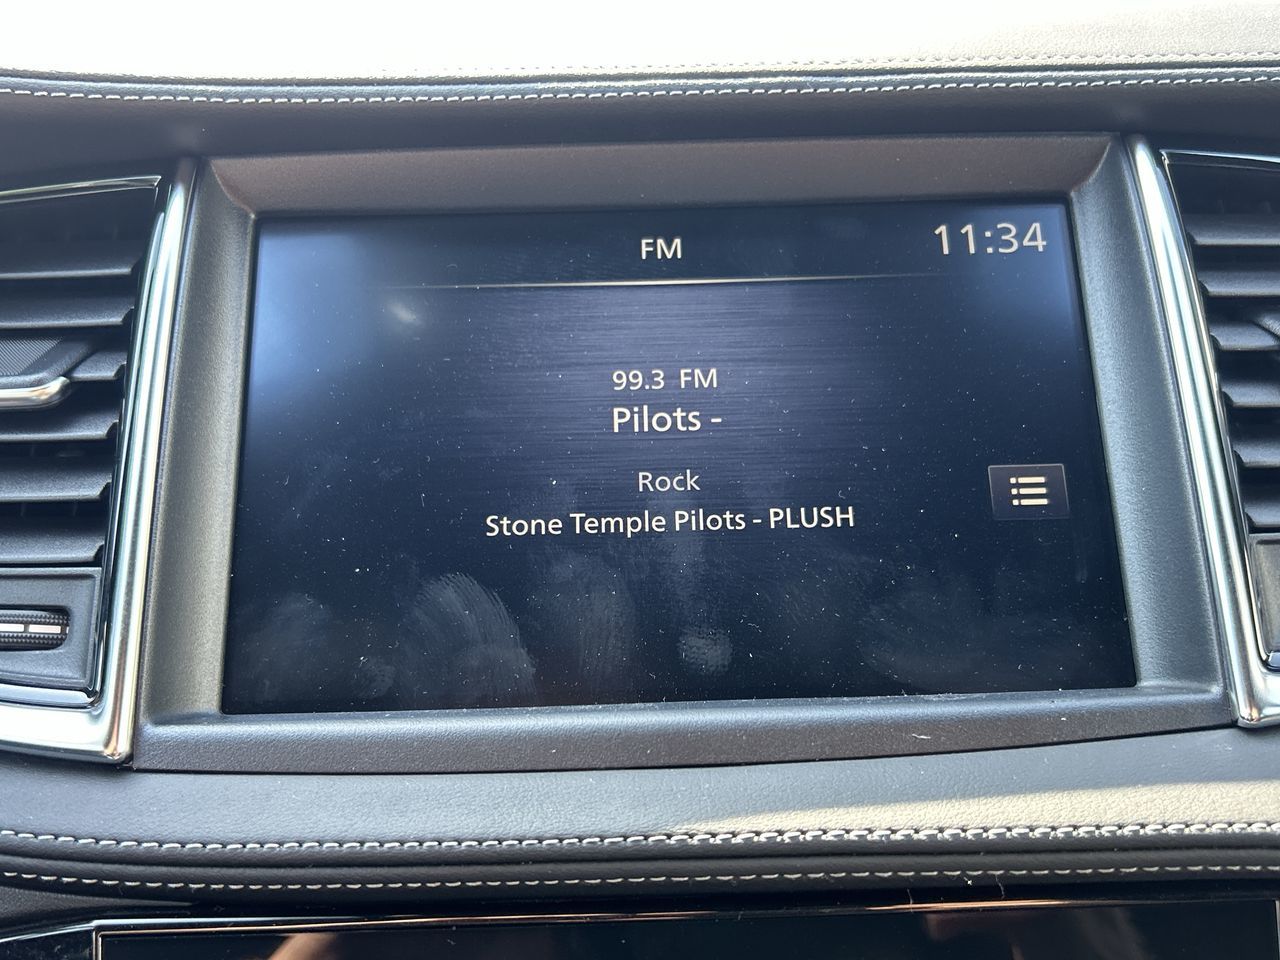 FM
11:34
99.3 FM
Pilots -
Rock
Stone Temple Pilots - PLUSH